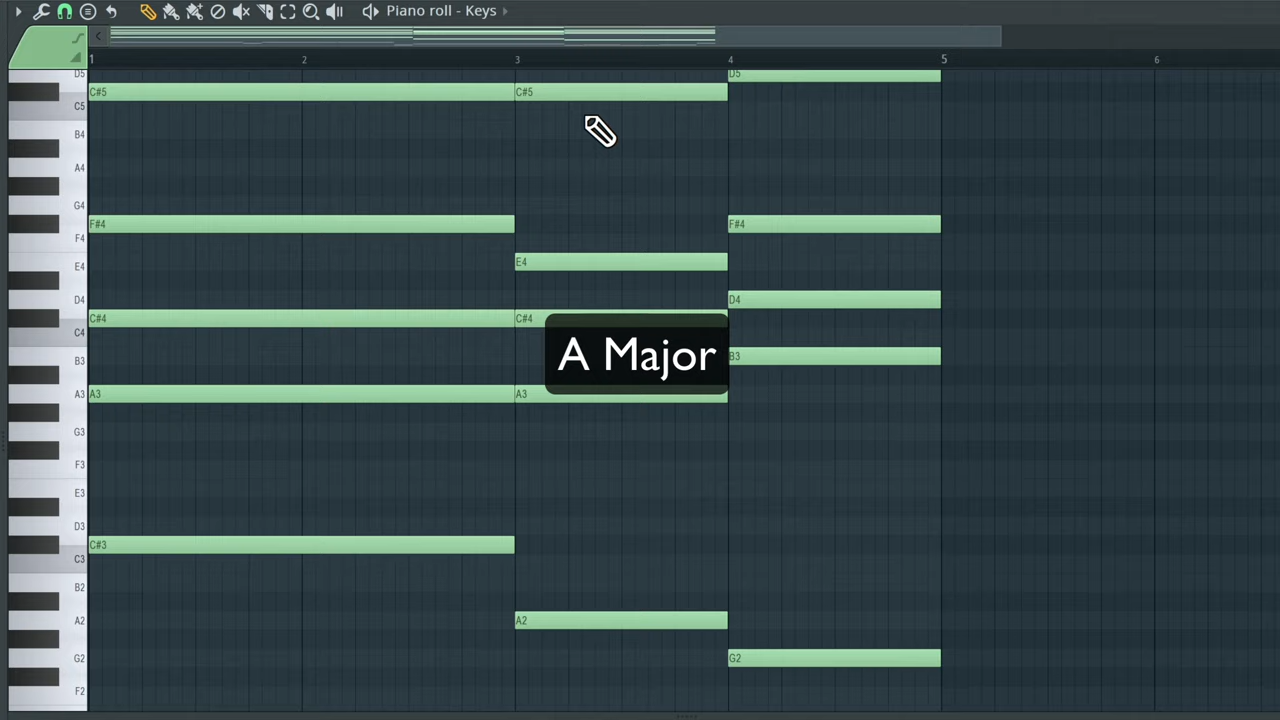 Piano roll - Keys
1 2 3 4 5 6
D5 D5
C#5 C#5
C5
B4
A4
G4
F#4 F#4
F4
E4 E4
D4 D4
C#4 C#4
C4
A Major
B3 B3
A3 A3 A3
G3
F3
E3
D3
C#3
C3
B2
A2 A2
G2 G2
F2